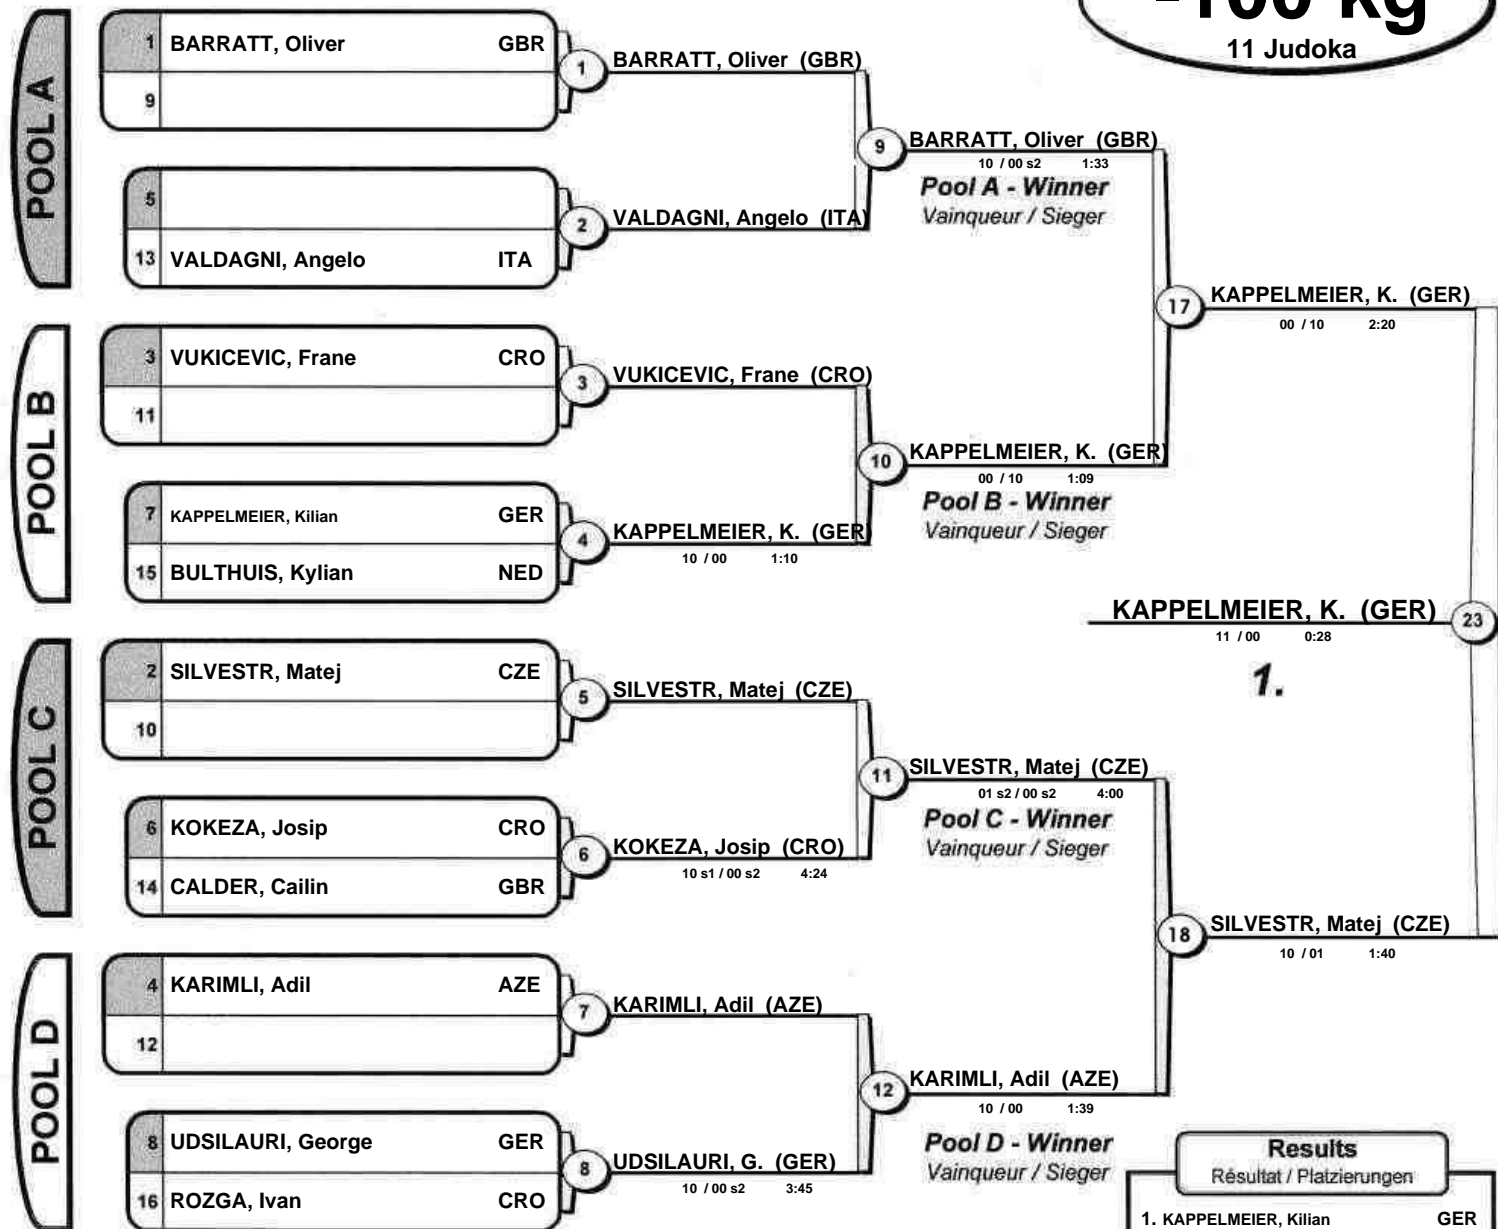 -100 kg
11 Judoka
POOL A
1 BARRATT, Oliver GBR
9
1
BARRATT, Oliver (GBR)
5
13 VALDAGNI, Angelo ITA
2
VALDAGNI, Angelo (ITA)
9
BARRATT, Oliver (GBR)
10 / 00 s2 1:33
Pool A - Winner
Vainqueur / Sieger
POOL B
3 VUKICEVIC, Frane CRO
11
3
VUKICEVIC, Frane (CRO)
7 KAPPELMEIER, Kilian GER
15 BULTHUIS, Kylian NED
4
KAPPELMEIER, K. (GER)
10 / 00 1:10
10
KAPPELMEIER, K. (GER)
00 / 10 1:09
Pool B - Winner
Vainqueur / Sieger
17
KAPPELMEIER, K. (GER)
00 / 10 2:20
KAPPELMEIER, K. (GER)
23
11 / 00 0:28
1.
POOL C
2 SILVESTR, Matej CZE
10
5
SILVESTR, Matej (CZE)
6 KOKEZA, Josip CRO
14 CALDER, Cailin GBR
6
KOKEZA, Josip (CRO)
10 s1 / 00 s2 4:24
11
SILVESTR, Matej (CZE)
01 s2 / 00 s2 4:00
Pool C - Winner
Vainqueur / Sieger
POOL D
4 KARIMLI, Adil AZE
12
7
KARIMLI, Adil (AZE)
8 UDSILAURI, George GER
16 ROZGA, Ivan CRO
8
UDSILAURI, G. (GER)
10 / 00 s2 3:45
12
KARIMLI, Adil (AZE)
10 / 00 1:39
Pool D - Winner
Vainqueur / Sieger
18
SILVESTR, Matej (CZE)
10 / 01 1:40
Results
Résultat / Platzierungen
1. KAPPELMEIER, Kilian GER